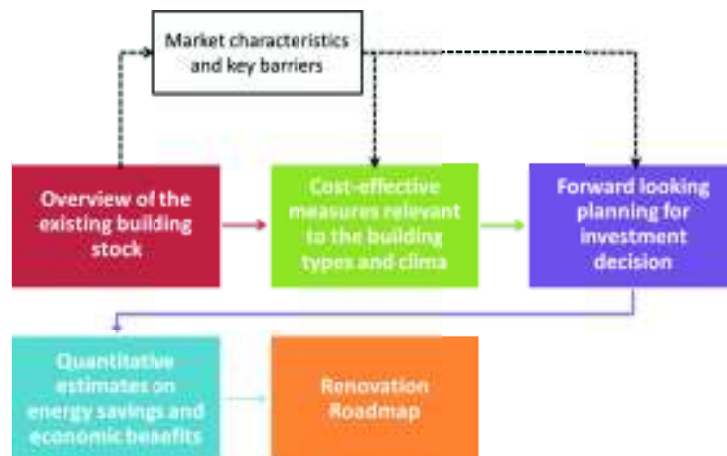 Market characteristics
and key barriers
Overview of the
existing building
stock
Cost-effective
measures relevant
to the building
types and clima
Forward looking
planning for
investment
decision
Quantitative
estimates on
energy savings and
economic benefits
Renovation
Roadmap